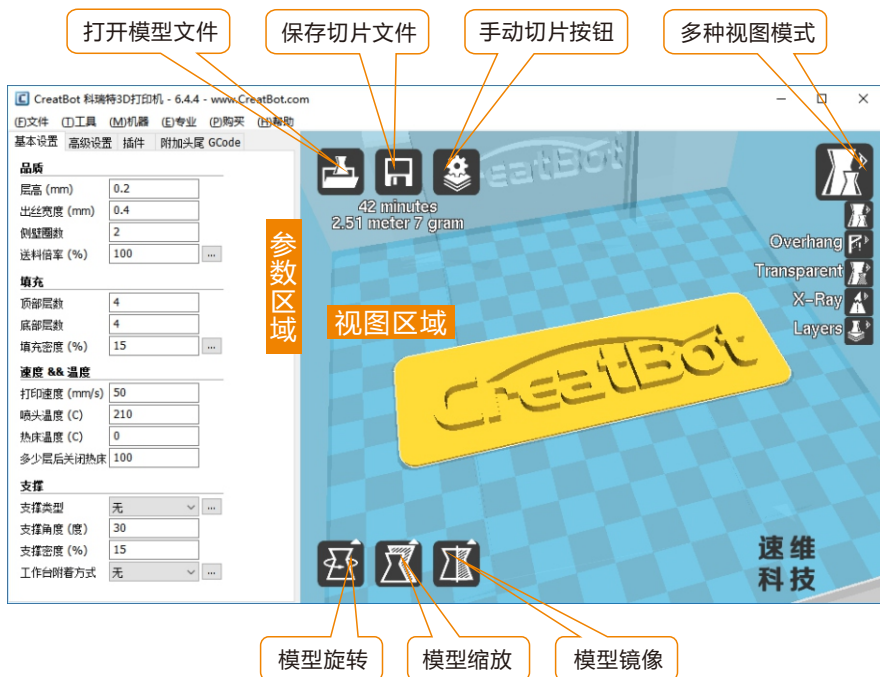 打开模型文件
保存切片文件
手动切片按钮
多种视图模式
CreatBot 科瑞特3D打印机 - 6.4.4 - www.CreatBot.com
(F)文件 (T)工具 (M)机器 (E)专业 (P)购买 (H)帮助
基本设置 高级设置 插件 附加头尾 GCode
品质
层高 (mm) 0.2
出丝宽度 (mm) 0.4
侧壁圈数 2
送料倍率 (%) 100 ...
填充
顶部层数 4
底部层数 4
填充密度 (%) 15 ...
速度 && 温度
打印速度 (mm/s) 50
喷头温度 (C) 210
热床温度 (C) 0
多少层后关闭热床 100
支撑
支撑类型 无 ...
支撑角度 (度) 30
支撑密度 (%) 15
工作台附着方式 无 ...
参数区域
CreatBot
42 minutes
2.51 meter 7 gram
视图区域
Overhang
Transparent
X-Ray
Layers
CreatBot
速维
科技
模型旋转
模型缩放
模型镜像